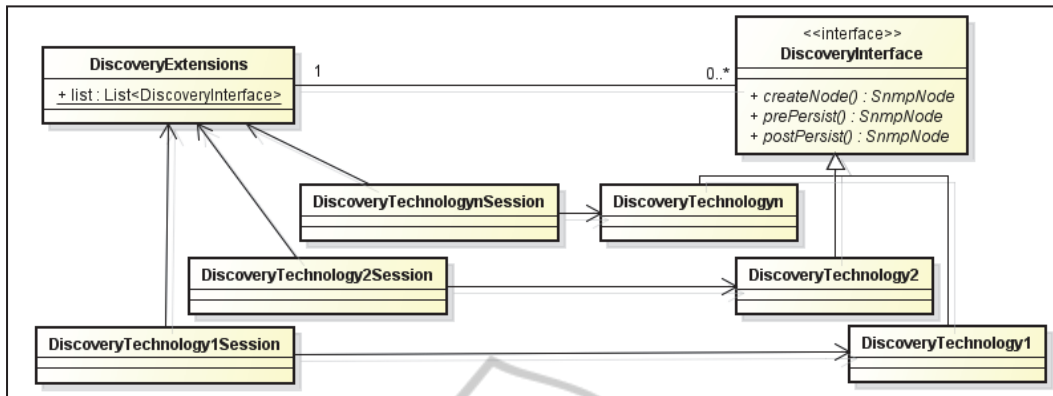 <<interface>>
DiscoveryInterface
DiscoveryExtensions
+ list : List<DiscoveryInterface>
1
0..*
+ createNode() : SnmpNode
+ prePersist() : SnmpNode
+ postPersist() : SnmpNode
DiscoveryTechnologynSession
DiscoveryTechnologyn
DiscoveryTechnology2Session
DiscoveryTechnology2
DiscoveryTechnology1Session
DiscoveryTechnology1